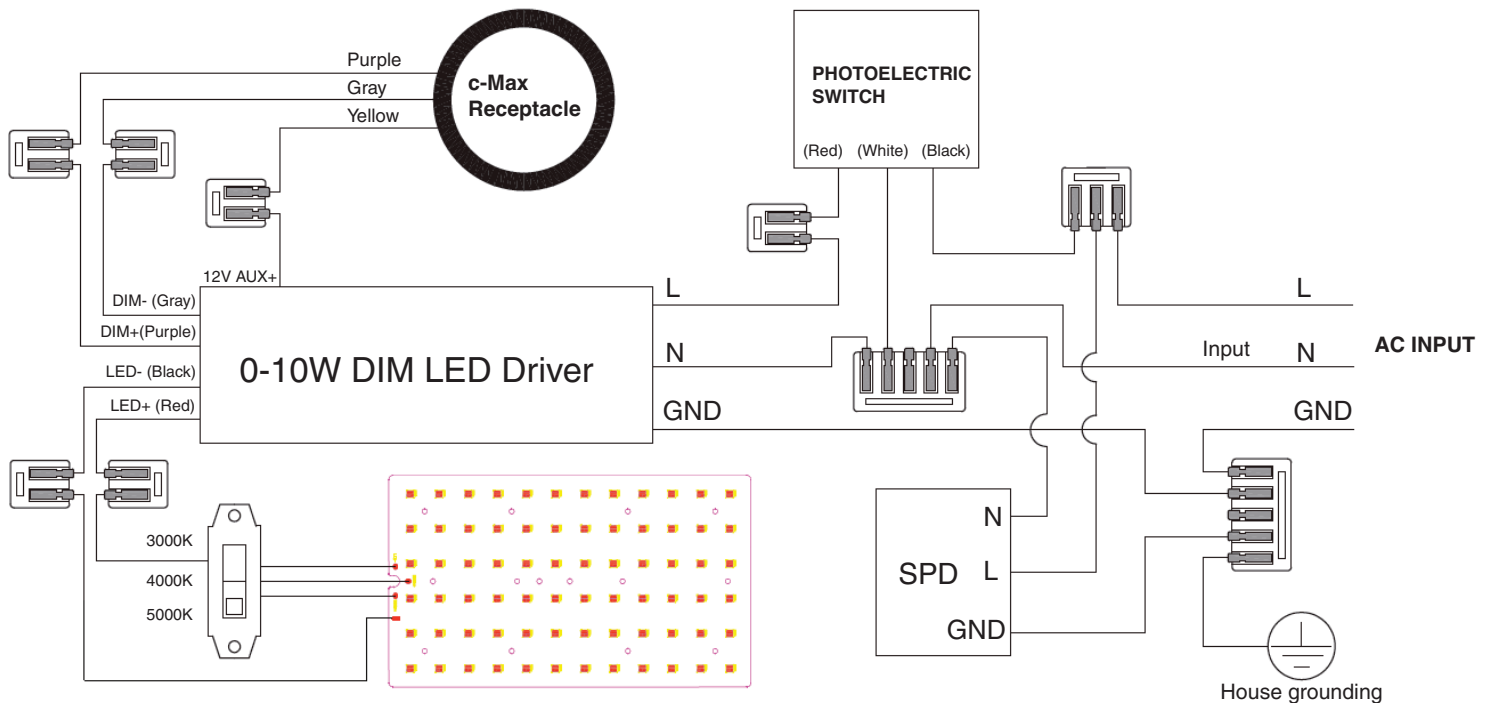 Purple
Gray
Yellow
c-Max
Receptacle
PHOTOELECTRIC
SWITCH
(Red) (White) (Black)
12V AUX+
DIM- (Gray)
DIM+(Purple)
LED- (Black)
LED+ (Red)
0-10W DIM LED Driver
L
N
GND
L
Input N
GND
AC INPUT
3000K
4000K
5000K
SPD
N
L
GND
House grounding